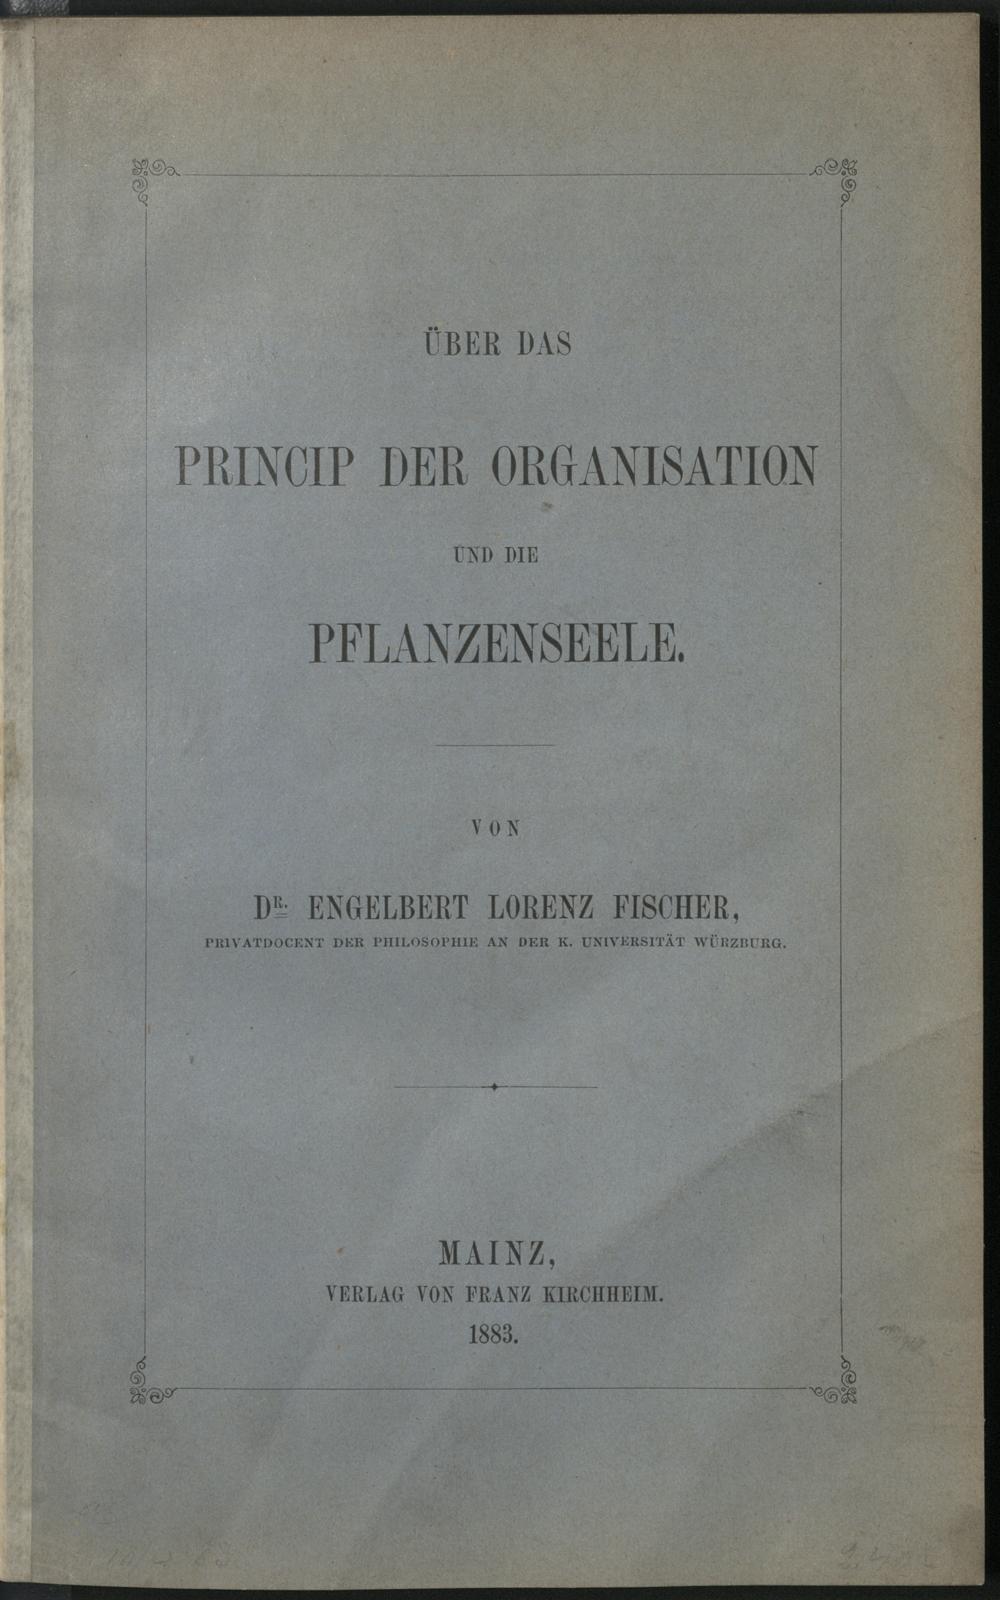 ÜBER DAS
PRINCIP DER ORGANISATION
UND DIE
PFLANZENSEELE.
VON
DR. ENGELBERT LORENZ FISCHER,
PRIVATDOCENT DER PHILOSOPHIE AN DER K. UNIVERSITÄT WÜRZBURG.
MAINZ,
VERLAG VON FRANZ KIRCHHEIM.
1883.